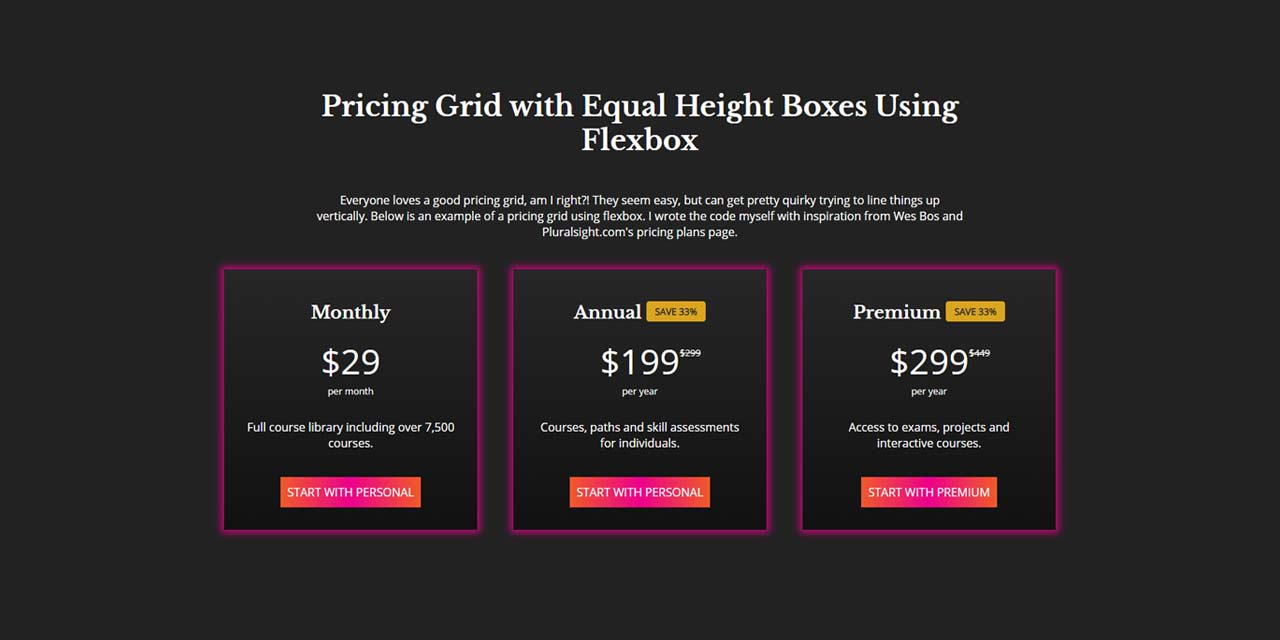 Pricing Grid with Equal Height Boxes Using
Flexbox
Everyone loves a good pricing grid, am I right?! They seem easy, but can get pretty quirky trying to line things up
vertically. Below is an example of a pricing grid using flexbox. I wrote the code myself with inspiration from Wes Bos and
Pluralsight.com's pricing plans page.
Monthly
$29
per month
Full course library including over 7,500
courses.
START WITH PERSONAL
Annual SAVE 33%
$199 $299
per year
Courses, paths and skill assessments
for individuals.
START WITH PERSONAL
Premium SAVE 33%
$299 $449
per year
Access to exams, projects and
interactive courses.
START WITH PREMIUM